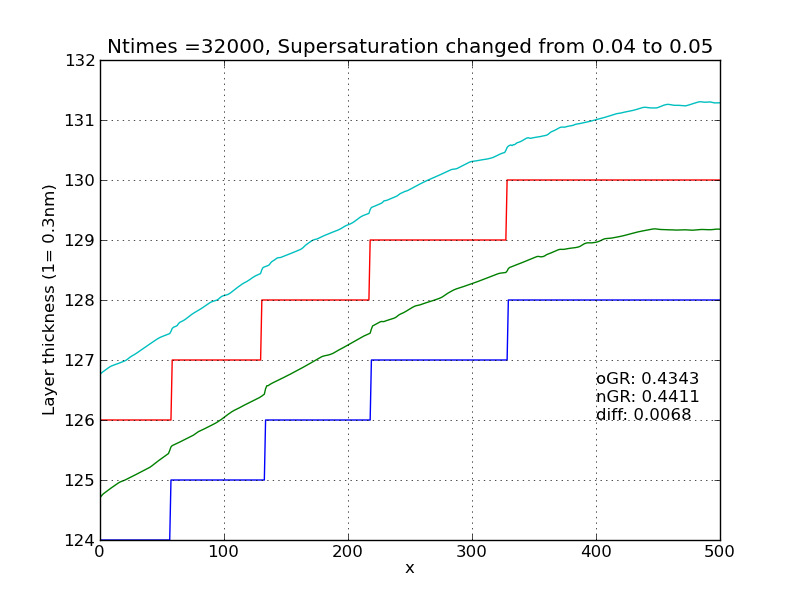 Ntimes =32000, Supersaturation changed from 0.04 to 0.05
132
131
130
129
128
127
126
125
124
Layer thickness (1= 0.3nm)
oGR: 0.4343
nGR: 0.4411
diff: 0.0068
0 100 200 300 400 500
x